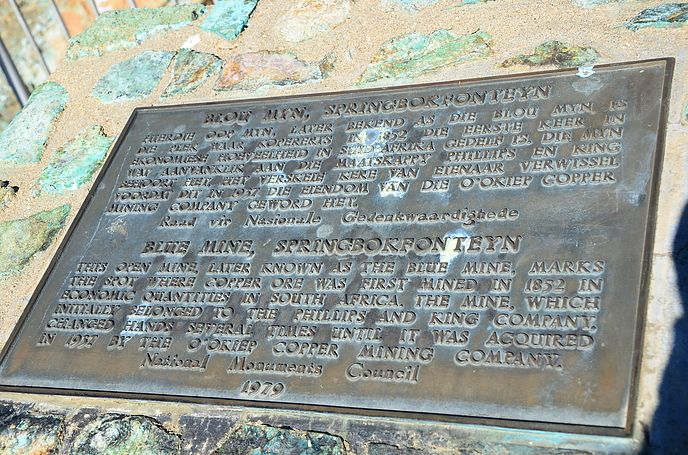 BLOU MYN, SPRINGBOKFONTEYN
HIERDIE OOP MYN, LATER BEKEND AS DIE BLOU MYN, IS
DIE PLEK WAAR KOPERERTS IN 1852 DIE EERSTE KEER IN
EKONOMIESE HOEVEELHEID IN SUID-AFRIKA GEDELF IS. DIE MYN
WAT AANVANKLIK AAN DIE MAATSKAPPY PHILLIPS EN KING
BEHOORT HET, HET VERSKEIE KERE VAN EIENAAR VERWISSEL
VOORDAT DIT IN DIE EIENDOM VAN DIE O'OKIEP COPPER
MINING COMPANY GEWORD HET.
Raad vir Nasionale Gedenkwaardighede
BLUE MINE, SPRINGBOKFONTEYN
THIS OPEN MINE, LATER KNOWN AS THE BLUE MINE, MARKS
THE SPOT WHERE COPPER ORE WAS FIRST MINED IN 1852 IN
ECONOMIC QUANTITIES IN SOUTH AFRICA. THE MINE, WHICH
INITIALLY BELONGED TO THE PHILLIPS AND KING COMPANY,
CHANGED HANDS SEVERAL TIMES UNTIL IT WAS ACQUIRED
IN 1937 BY THE O'OKIEP COPPER MINING COMPANY.
National Monuments Council
1979